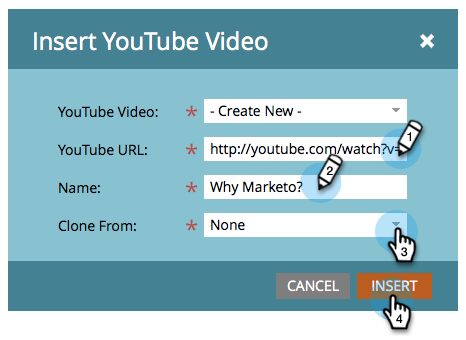 Insert YouTube Video
YouTube Video: * - Create New -
YouTube URL: * http://youtube.com/watch?v=
1
Name: * Why Marketo?
2
Clone From: * None
3
CANCEL INSERT
4